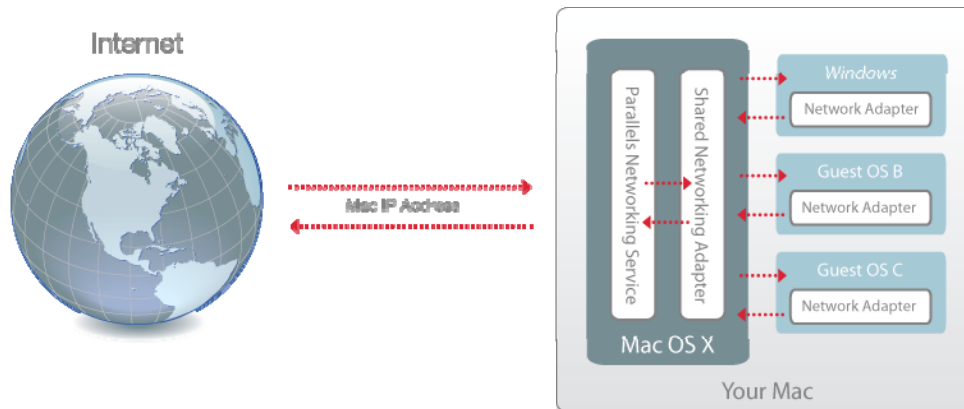 Internet
Mac IP Address
Parallels Networking Service
Shared Networking Adapter
Mac OS X
Windows
Network Adapter
Guest OS B
Network Adapter
Guest OS C
Network Adapter
Your Mac